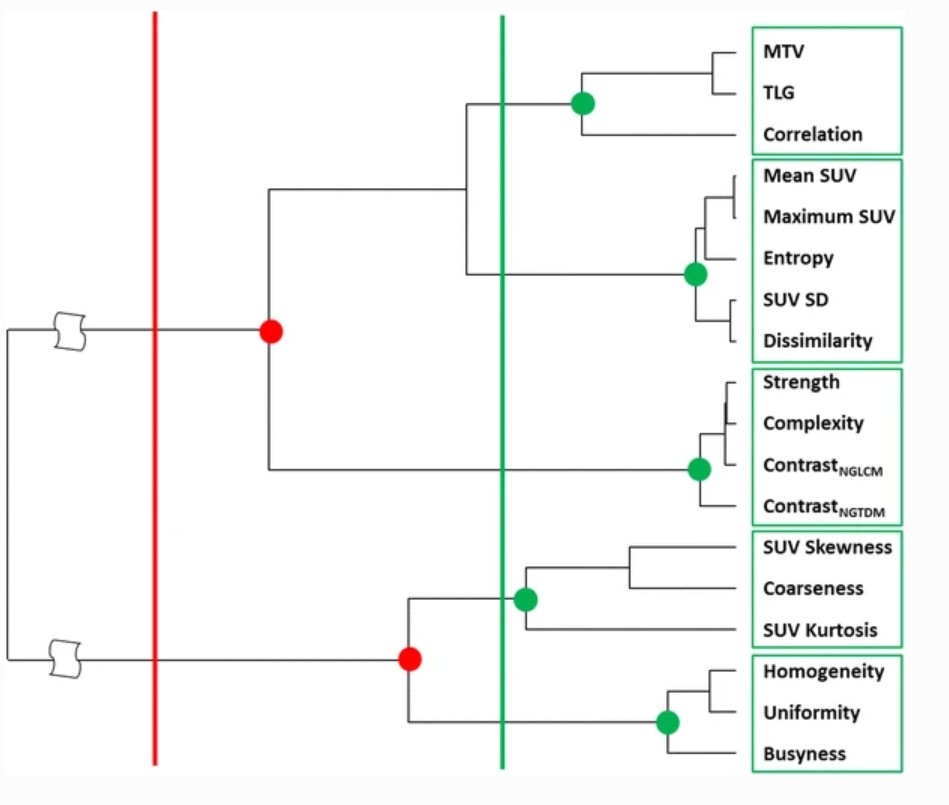 MTV
TLG
Correlation
Mean SUV
Maximum SUV
Entropy
SUV SD
Dissimilarity
Strength
Complexity
Contrast NGLCM
Contrast NGTDM
SUV Skewness
Coarseness
SUV Kurtosis
Homogeneity
Uniformity
Busyness